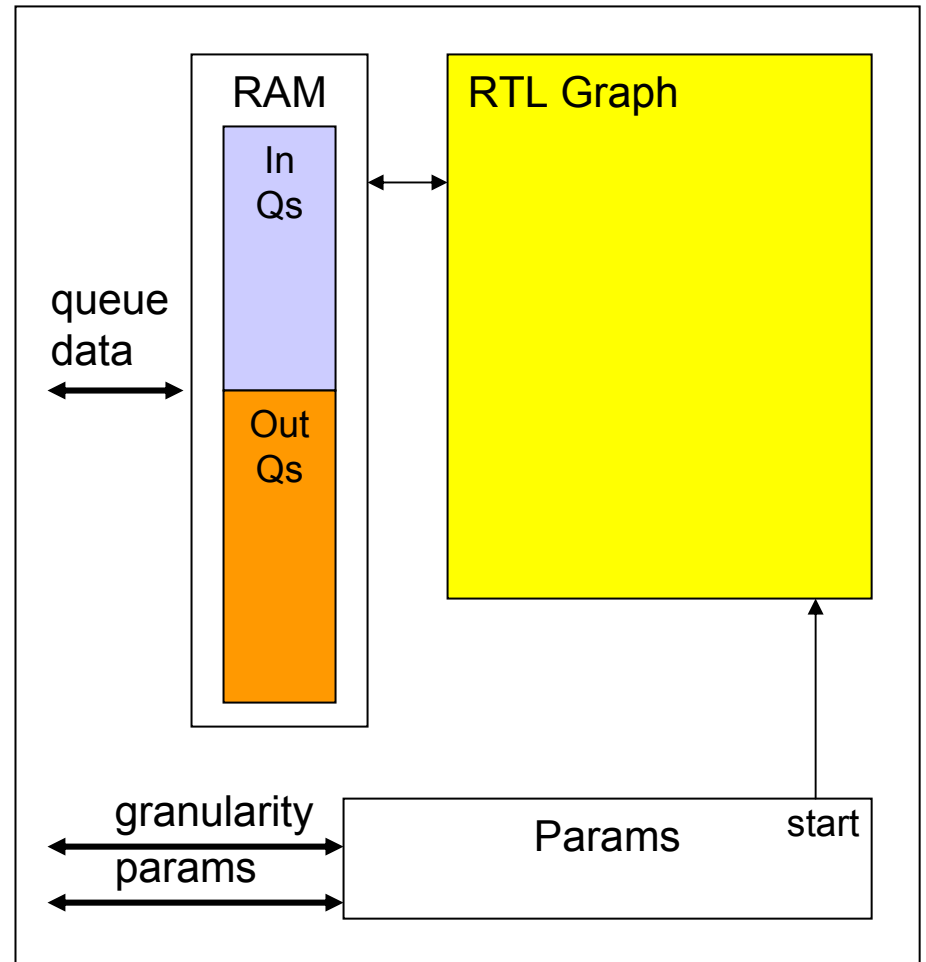 RAM
RTL Graph
In
Qs
queue
data
Out
Qs
granularity
params
Params
start